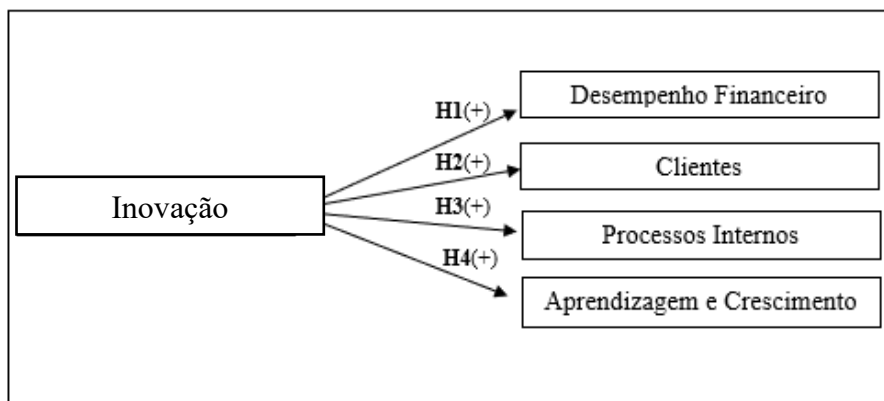 H1(+)
Desempenho Financeiro
H2(+)
Clientes
Inovação
H3(+)
Processos Internos
H4(+)
Aprendizagem e Crescimento